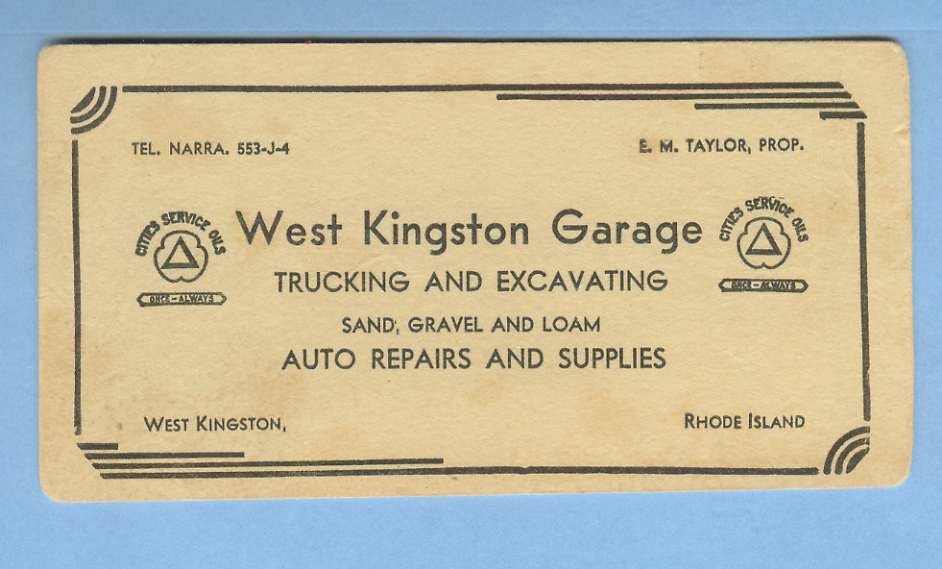 TEL. NARRA. 553-J-4
E. M. TAYLOR, PROP.
CITIES SERVICE OILS
ONCE-ALWAYS
West Kingston Garage
CITIES SERVICE OILS
ONCE-ALWAYS
TRUCKING AND EXCAVATING
SAND, GRAVEL AND LOAM
AUTO REPAIRS AND SUPPLIES
WEST KINGSTON,
RHODE ISLAND